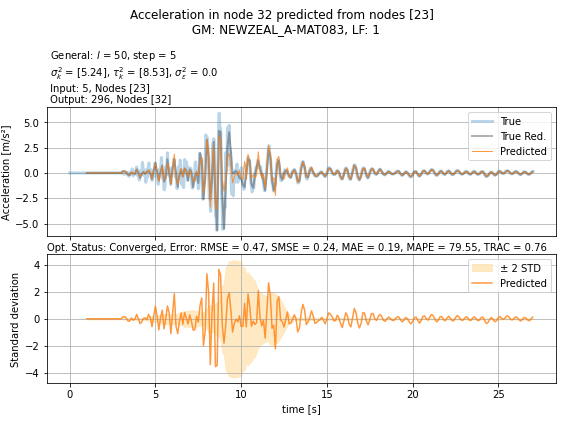 Acceleration in node 32 predicted from nodes [23]
GM: NEWZEAL_A-MAT083, LF: 1
General: l = 50, step = 5
σ²ₖ = [5.24], τ²ₖ = [8.53], σ²ε = 0.0
Input: 5, Nodes [23]
Output: 296, Nodes [32]
Acceleration [m/s²]
5.0
2.5
0.0
−2.5
−5.0
True
True Red.
Predicted
Opt. Status: Converged, Error: RMSE = 0.47, SMSE = 0.24, MAE = 0.19, MAPE = 79.55, TRAC = 0.76
Standard deviation
4
2
0
−2
−4
± 2 STD
Predicted
0 5 10 15 20 25
time [s]